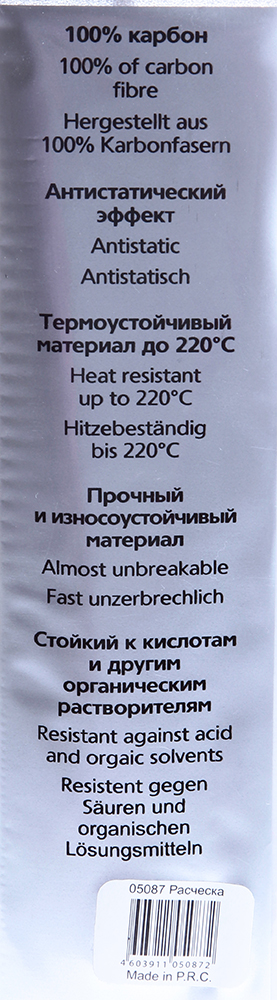 100% карбон
100% of carbon
fibre
Hergestellt aus
100% Karbonfasern
Антистатический
эффект
Antistatic
Antistatisch
Термоустойчивый
материал до 220°С
Heat resistant
up to 220°C
Hitzebeständig
bis 220°C
Прочный
и износоустойчивый
материал
Almost unbreakable
Fast unzerbrechlich
Стойкий к кислотам
и другим
органическим
растворителям
Resistant against acid
and orgaic solvents
Resistent gegen
Säuren und
organischen
Lösungsmitteln
05087 Расческа
4 603911 050872
Made in P.R.C.